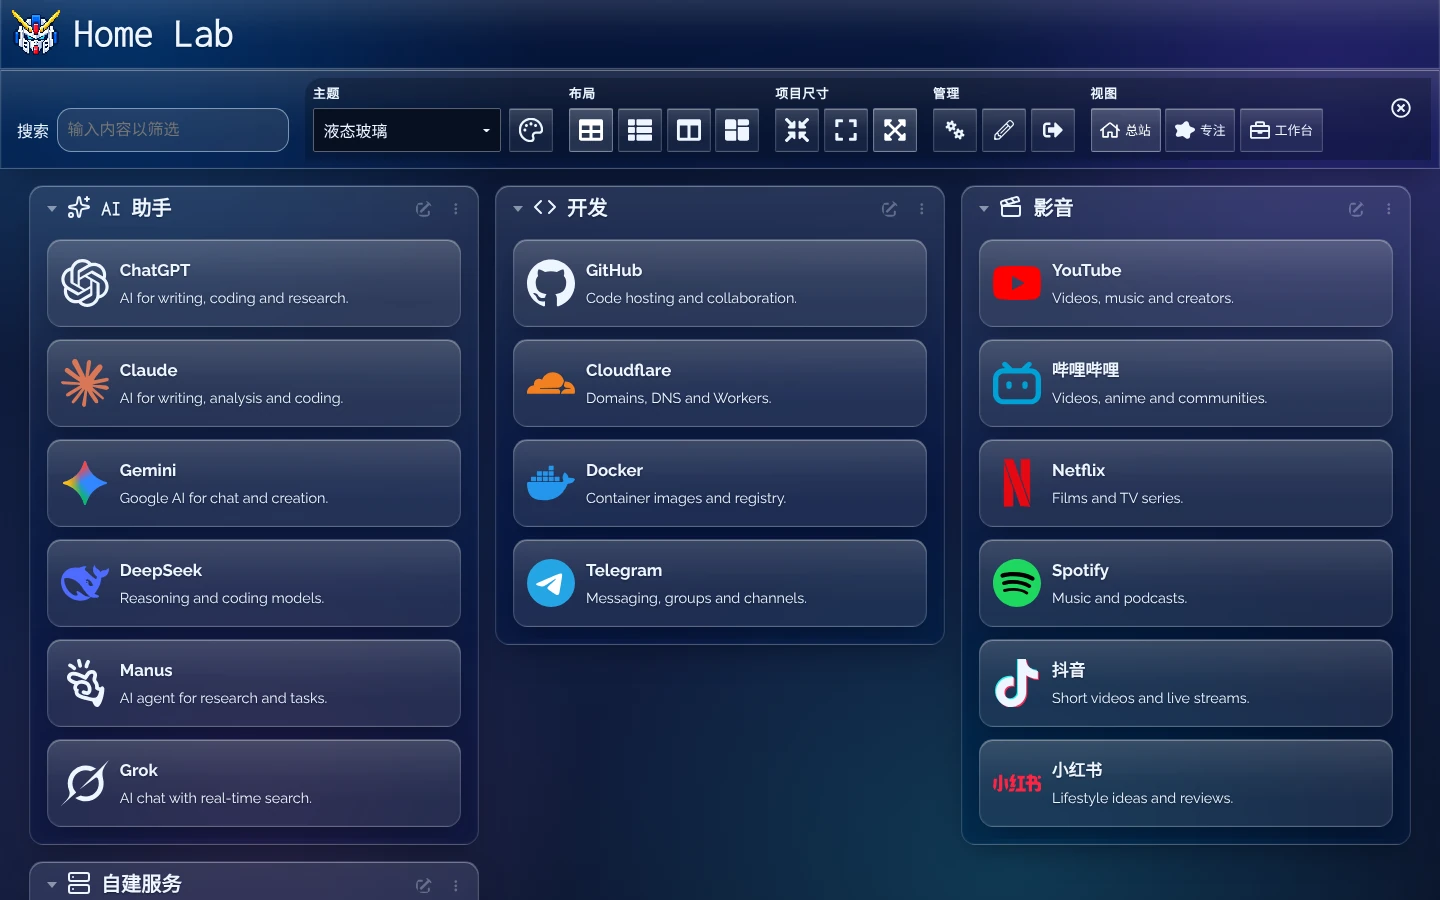 Home Lab
搜索
输入内容以筛选
主题
液态玻璃
布局
项目尺寸
管理
视图
总站
专注
工作台
AI 助手
ChatGPT
AI for writing, coding and research.
Claude
AI for writing, analysis and coding.
Gemini
Google AI for chat and creation.
DeepSeek
Reasoning and coding models.
Manus
AI agent for research and tasks.
Grok
AI chat with real-time search.
开发
GitHub
Code hosting and collaboration.
Cloudflare
Domains, DNS and Workers.
Docker
Container images and registry.
Telegram
Messaging, groups and channels.
影音
YouTube
Videos, music and creators.
哔哩哔哩
Videos, anime and communities.
Netflix
Films and TV series.
Spotify
Music and podcasts.
抖音
Short videos and live streams.
小红书
小红书
Lifestyle ideas and reviews.
自建服务